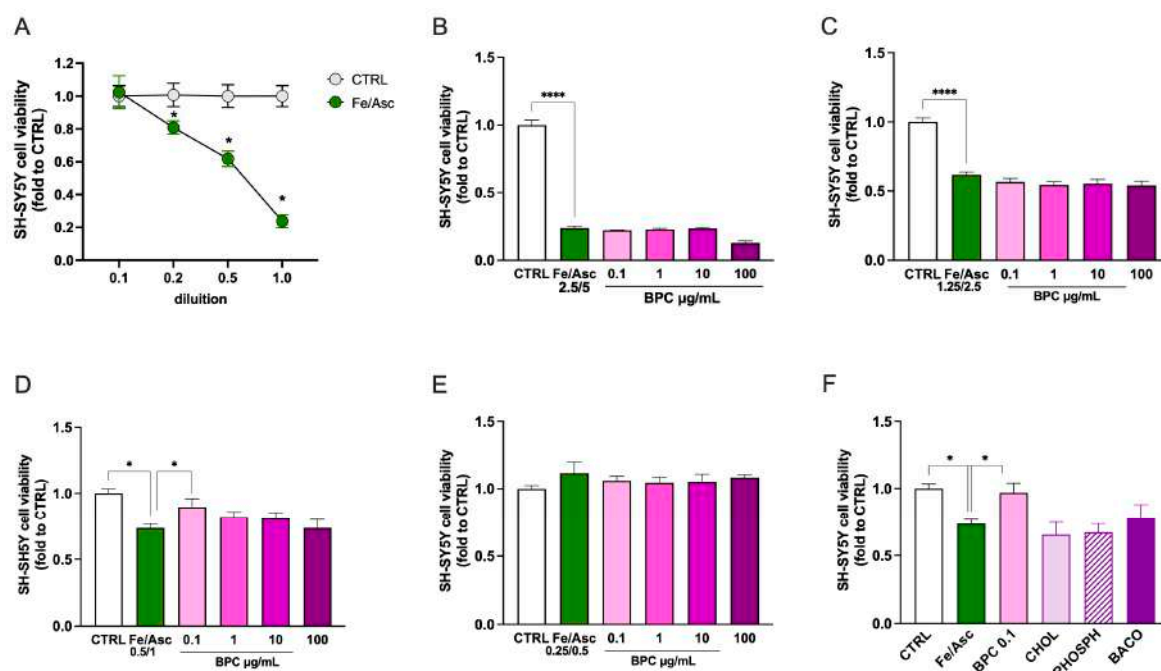 A
SH-SY5Y cell viability
(fold to CTRL)
1.2
1.0
0.8
0.6
0.4
0.2
0.0
* * *
0.1 0.2 0.5 1.0
diluition
CTRL
Fe/Asc
B
SH-SY5Y cell viability
(fold to CTRL)
1.5
1.0
0.5
0.0
****
CTRL Fe/Asc 0.1 1 10 100
2.5/5
BPC µg/mL
C
SH-SY5Y cell viability
(fold to CTRL)
1.5
1.0
0.5
0.0
****
CTRL Fe/Asc 0.1 1 10 100
1.25/2.5
BPC µg/mL
D
SH-SH5Y cell viability
(fold to CTRL)
1.5
1.0
0.5
0.0
* *
CTRL Fe/Asc 0.1 1 10 100
0.5/1
BPC µg/mL
E
SH-SY5Y cell viability
(fold to CTRL)
1.5
1.0
0.5
0.0
CTRL Fe/Asc 0.1 1 10 100
0.25/0.5
BPC µg/mL
F
SH-SY5Y cell viability
(fold to CTRL)
1.5
1.0
0.5
0.0
* *
CTRL
Fe/Asc
BPC 0.1
CHOL
PHOSPH
BACO